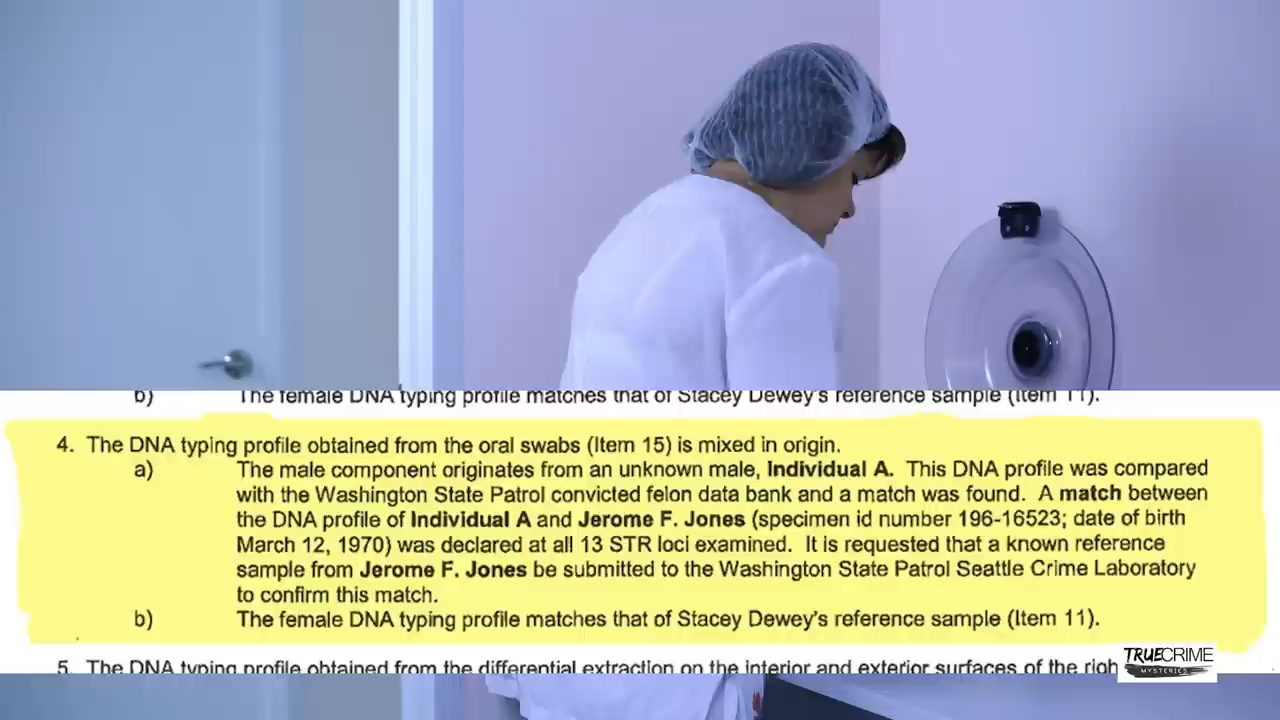 b) The female DNA typing profile matches that of Stacey Dewey's reference sample (Item 11).
4. The DNA typing profile obtained from the oral swabs (Item 15) is mixed in origin.
a) The male component originates from an unknown male, Individual A. This DNA profile was compared
with the Washington State Patrol convicted felon data bank and a match was found. A match between
the DNA profile of Individual A and Jerome F. Jones (specimen id number 196-16523; date of birth
March 12, 1970) was declared at all 13 STR loci examined. It is requested that a known reference
sample from Jerome F. Jones be submitted to the Washington State Patrol Seattle Crime Laboratory
to confirm this match.
b) The female DNA typing profile matches that of Stacey Dewey's reference sample (Item 11).
5. The DNA typing profile obtained from the differential extraction on the interior and exterior surfaces of the
TRUECRIME
MYSTERIES